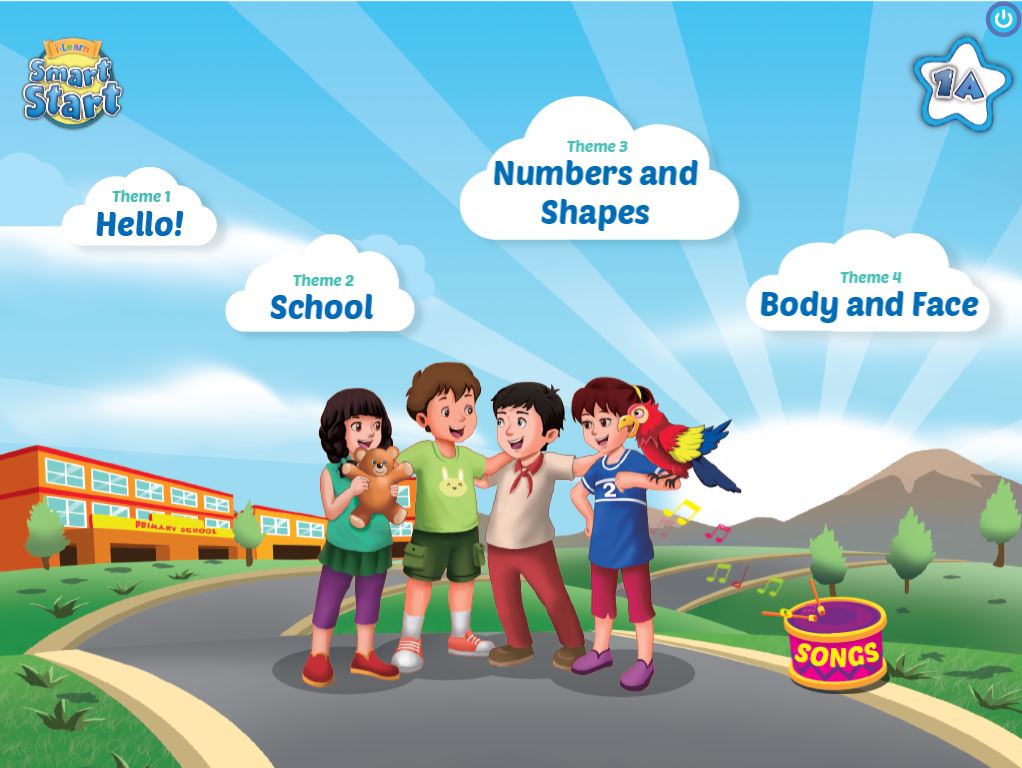 i-Learn
Smart
Start
1A
Theme 1
Hello!
Theme 2
School
Theme 3
Numbers and
Shapes
Theme 4
Body and Face
PRIMARY SCHOOL
2
SONGS